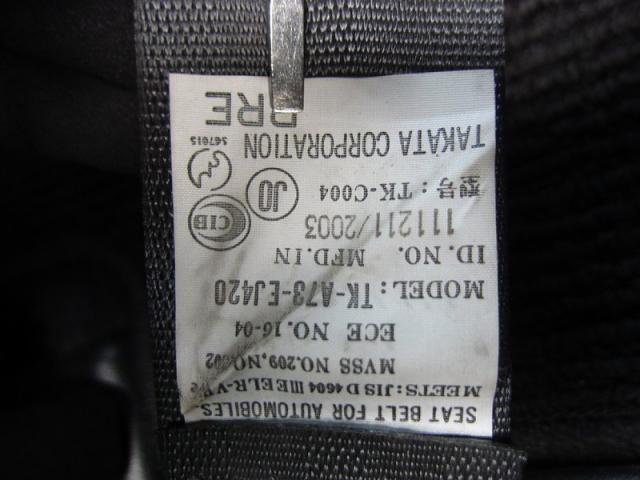 SEAT BELT FOR AUTOMOBILES.
MEETS: JIS D 4604 III E ELR-V
MVSS NO.209, NO.
ECE NO.16-04
MODEL: TK-A73-EJ420
ID.NO. MFD.IN
111211/2003
CIB
型号: TK-C004 JO
TAKATA CORPORATION 567015
PRE